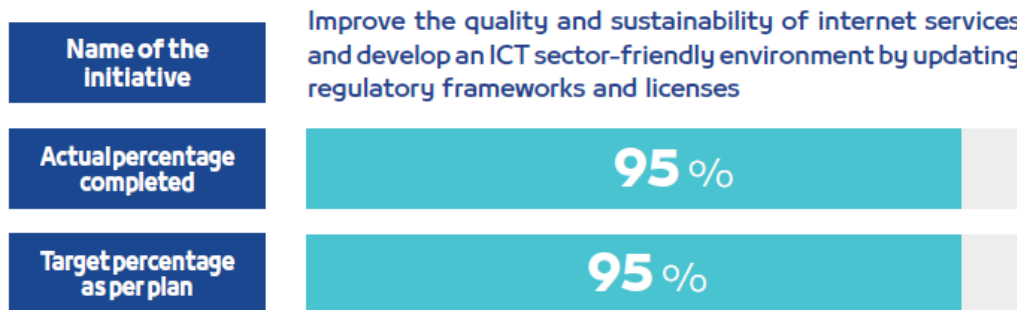 Name of the
initiative
Improve the quality and sustainability of internet services
and develop an ICT sector-friendly environment by updating
regulatory frameworks and licenses
Actual percentage
completed
95 %
Target percentage
as per plan
95 %